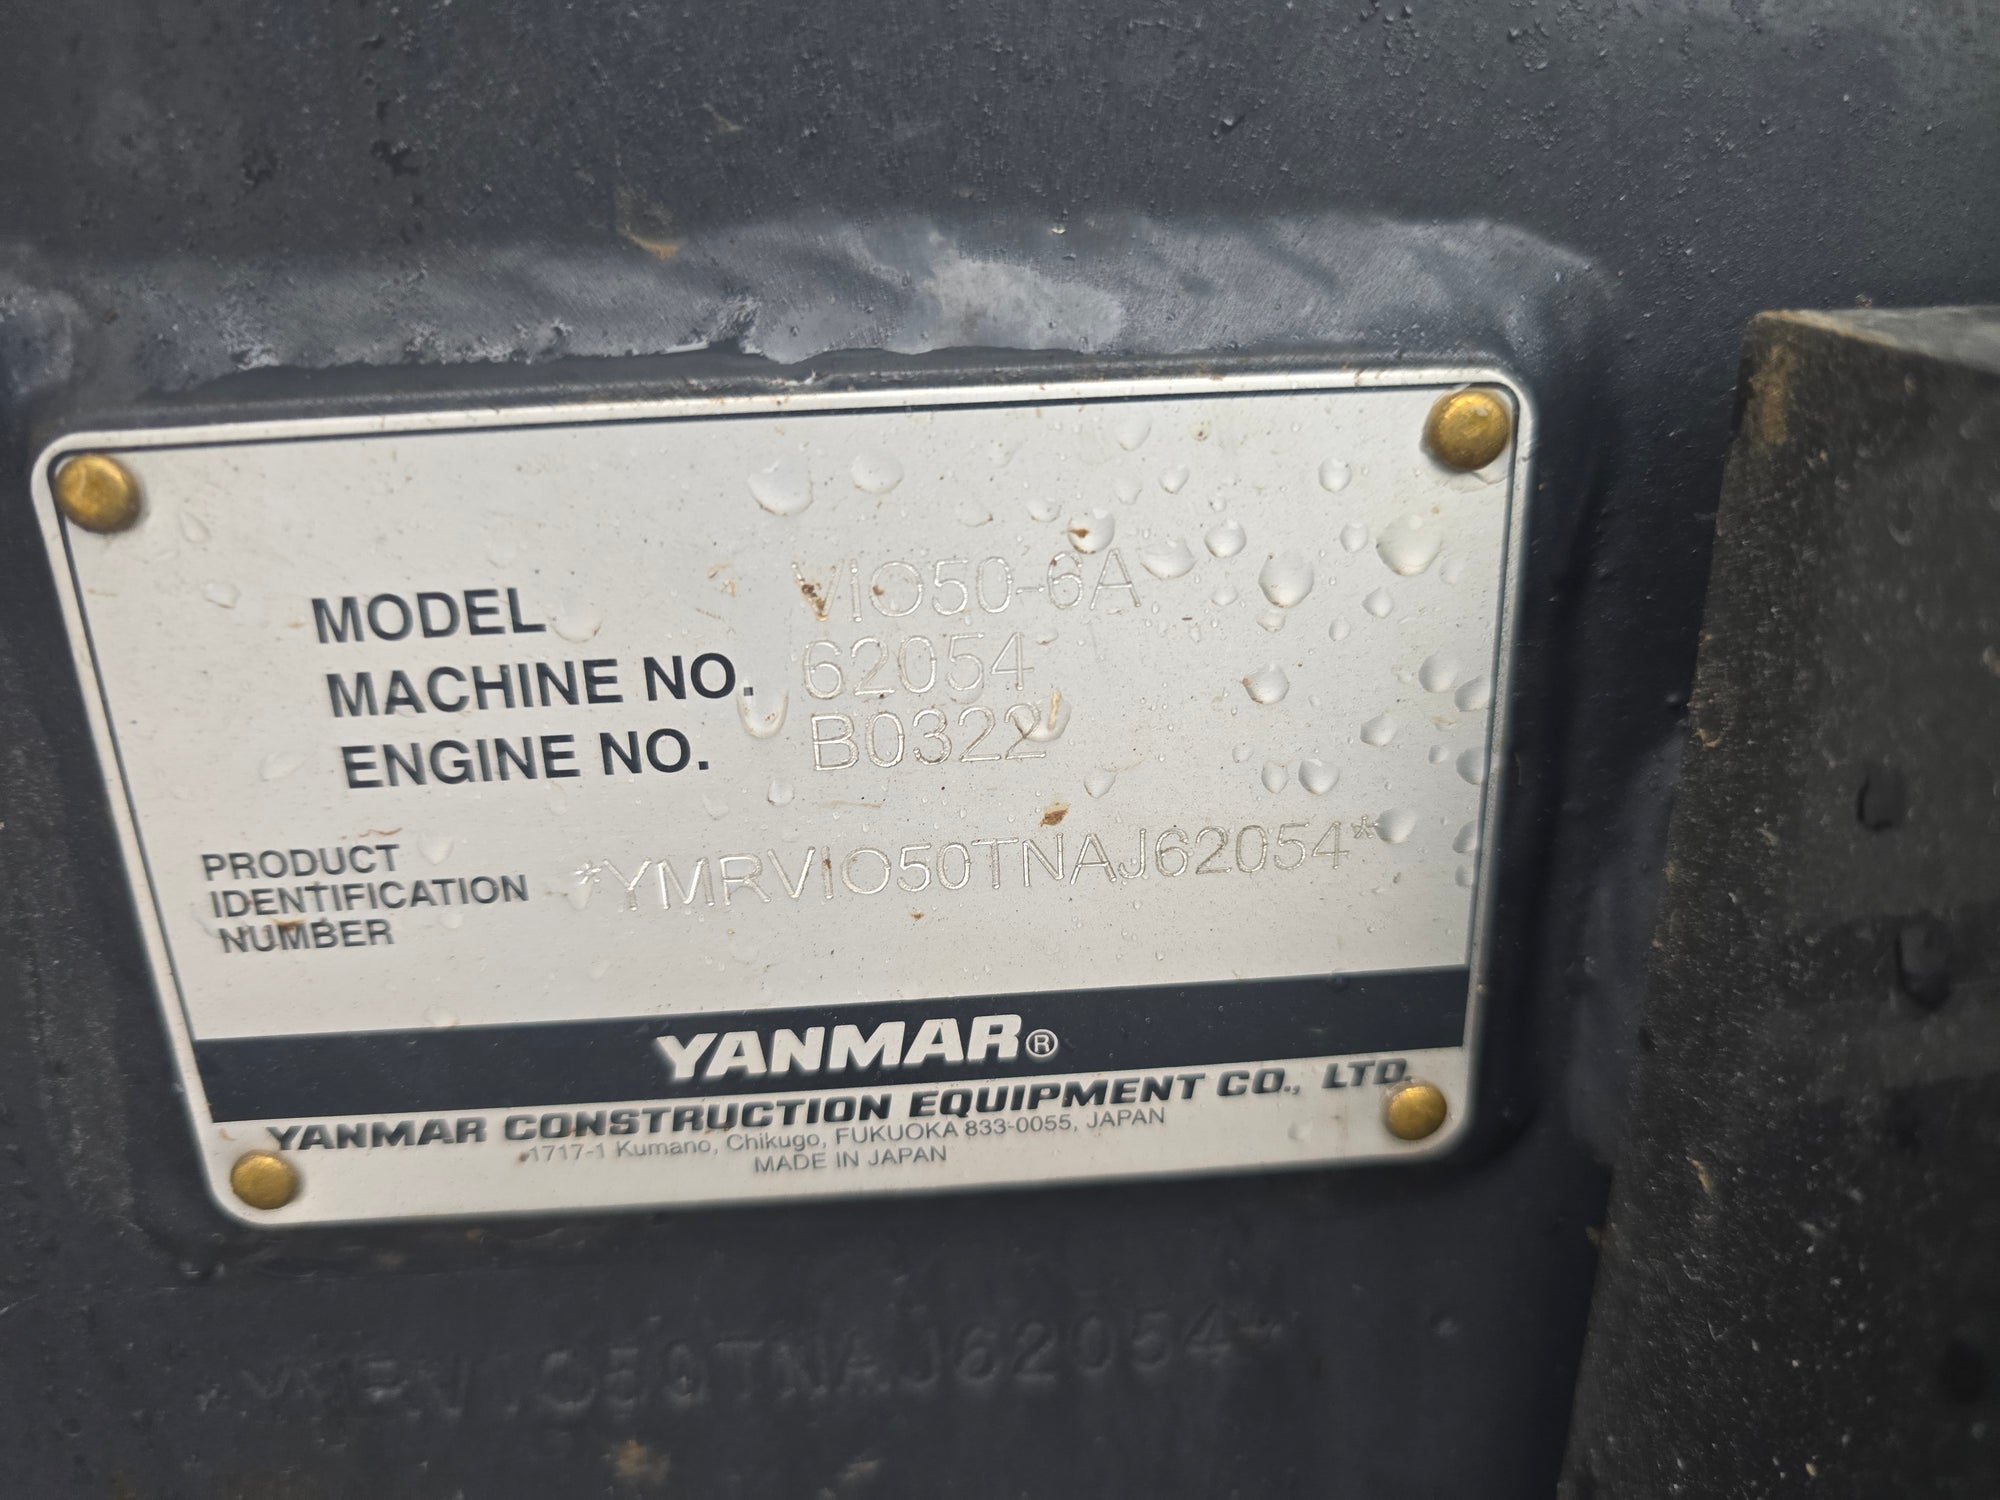 MODEL VIO50-6A
MACHINE NO. 62054
ENGINE NO. B0322
PRODUCT
IDENTIFICATION
NUMBER
*YMRVIO50TNAJ62054*
YANMAR®
YANMAR CONSTRUCTION EQUIPMENT CO., LTD.
1717-1 Kumano, Chikugo, FUKUOKA 833-0055, JAPAN
MADE IN JAPAN
*YMRVIO50TNAJ62054*